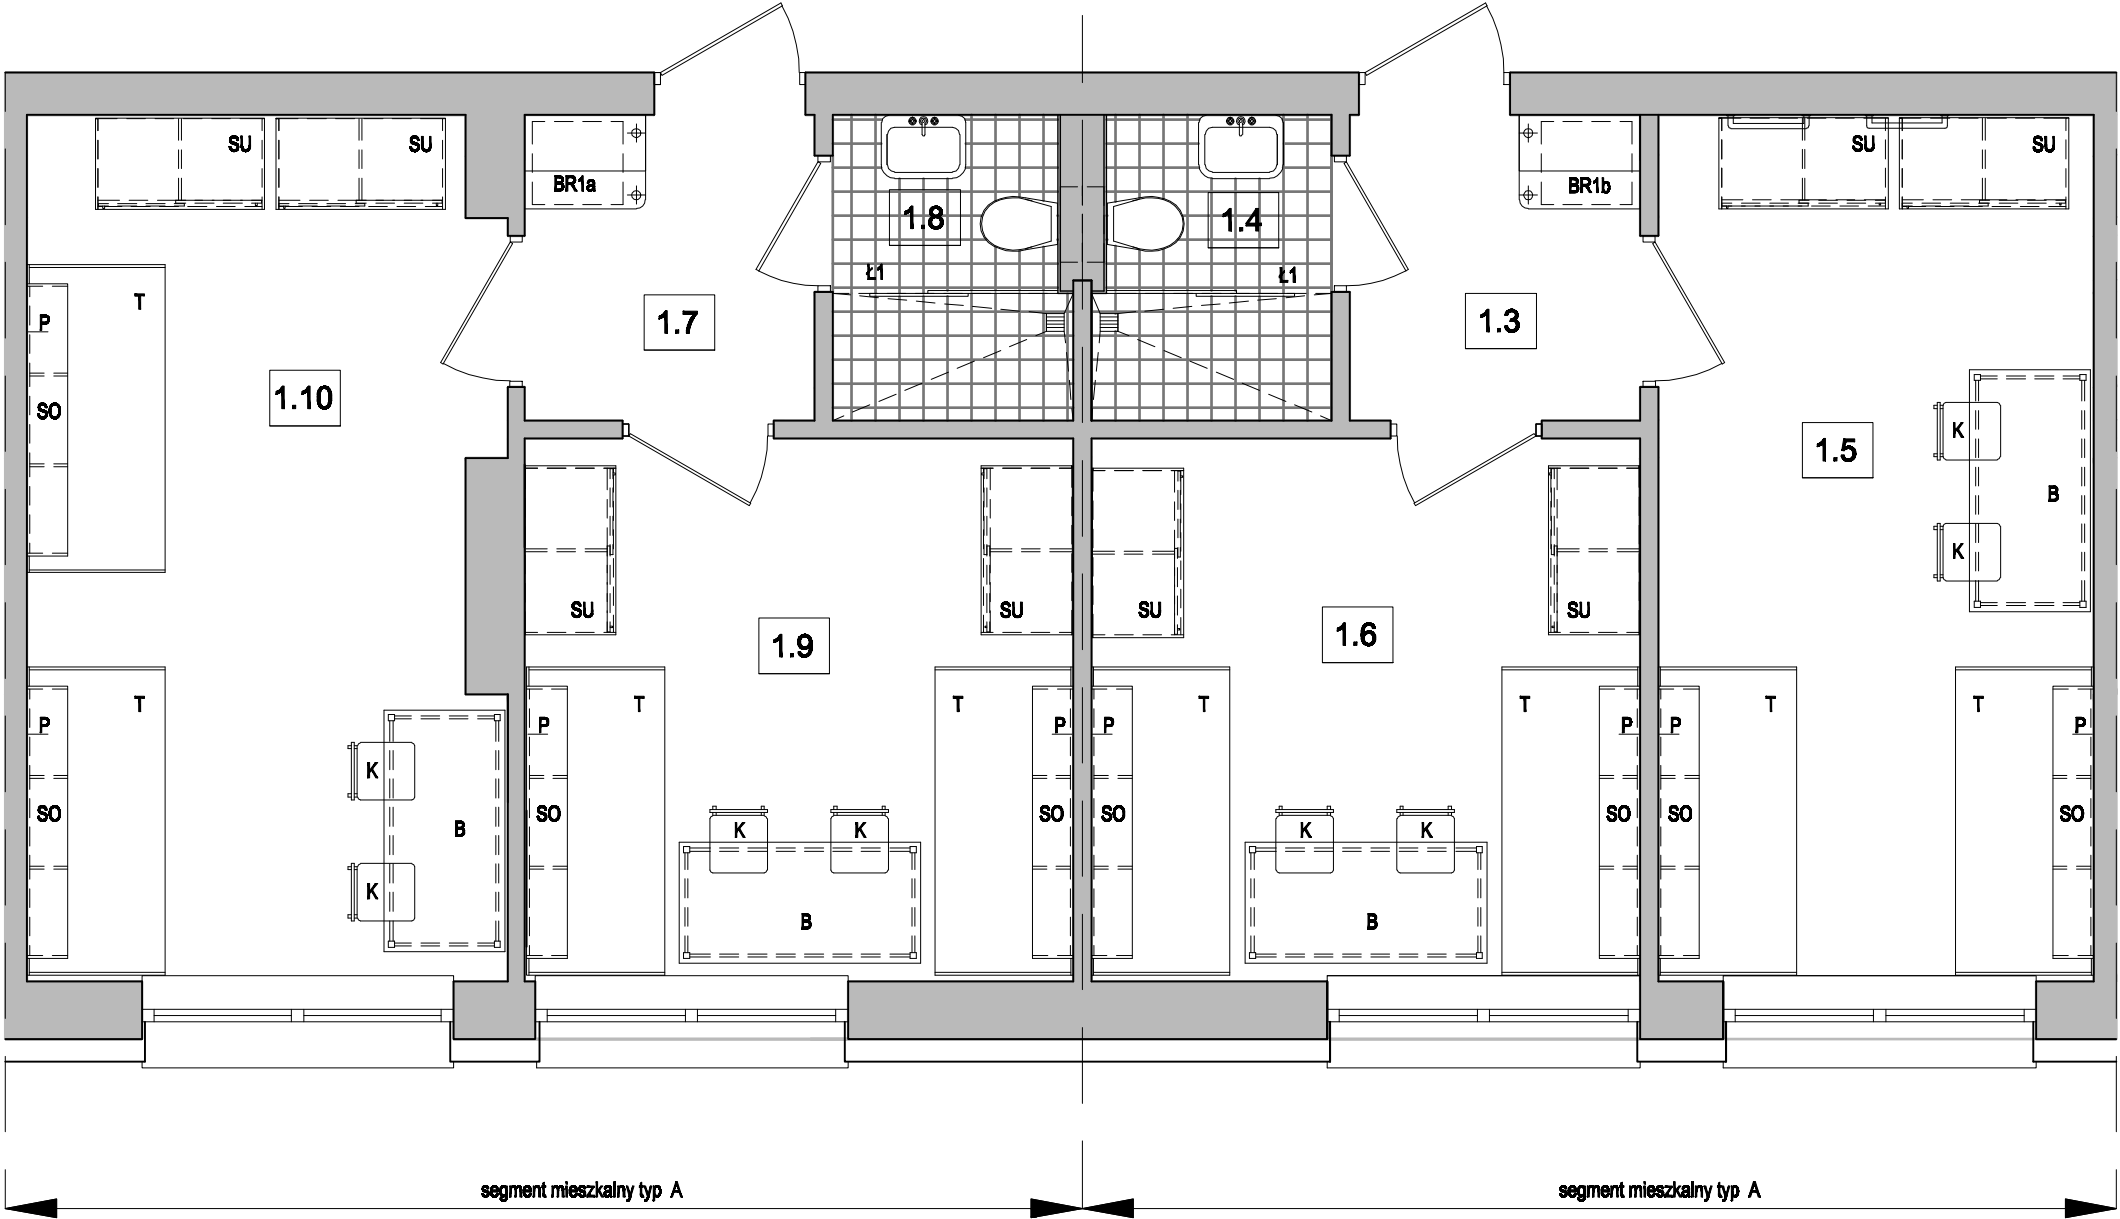 SU SU BR1a BR1b SU SU
1.8 1.4
Ł1 Ł1
T
P 1.7 1.3
1.10
SO
K
1.5
B
K
SU SU SU SU
1.9 1.6
T T T T T T T
P P P P P P P
K
SO SO SO SO SO SO SO
B K K K K
K
B B
segment mieszkalny typ A segment mieszkalny typ A